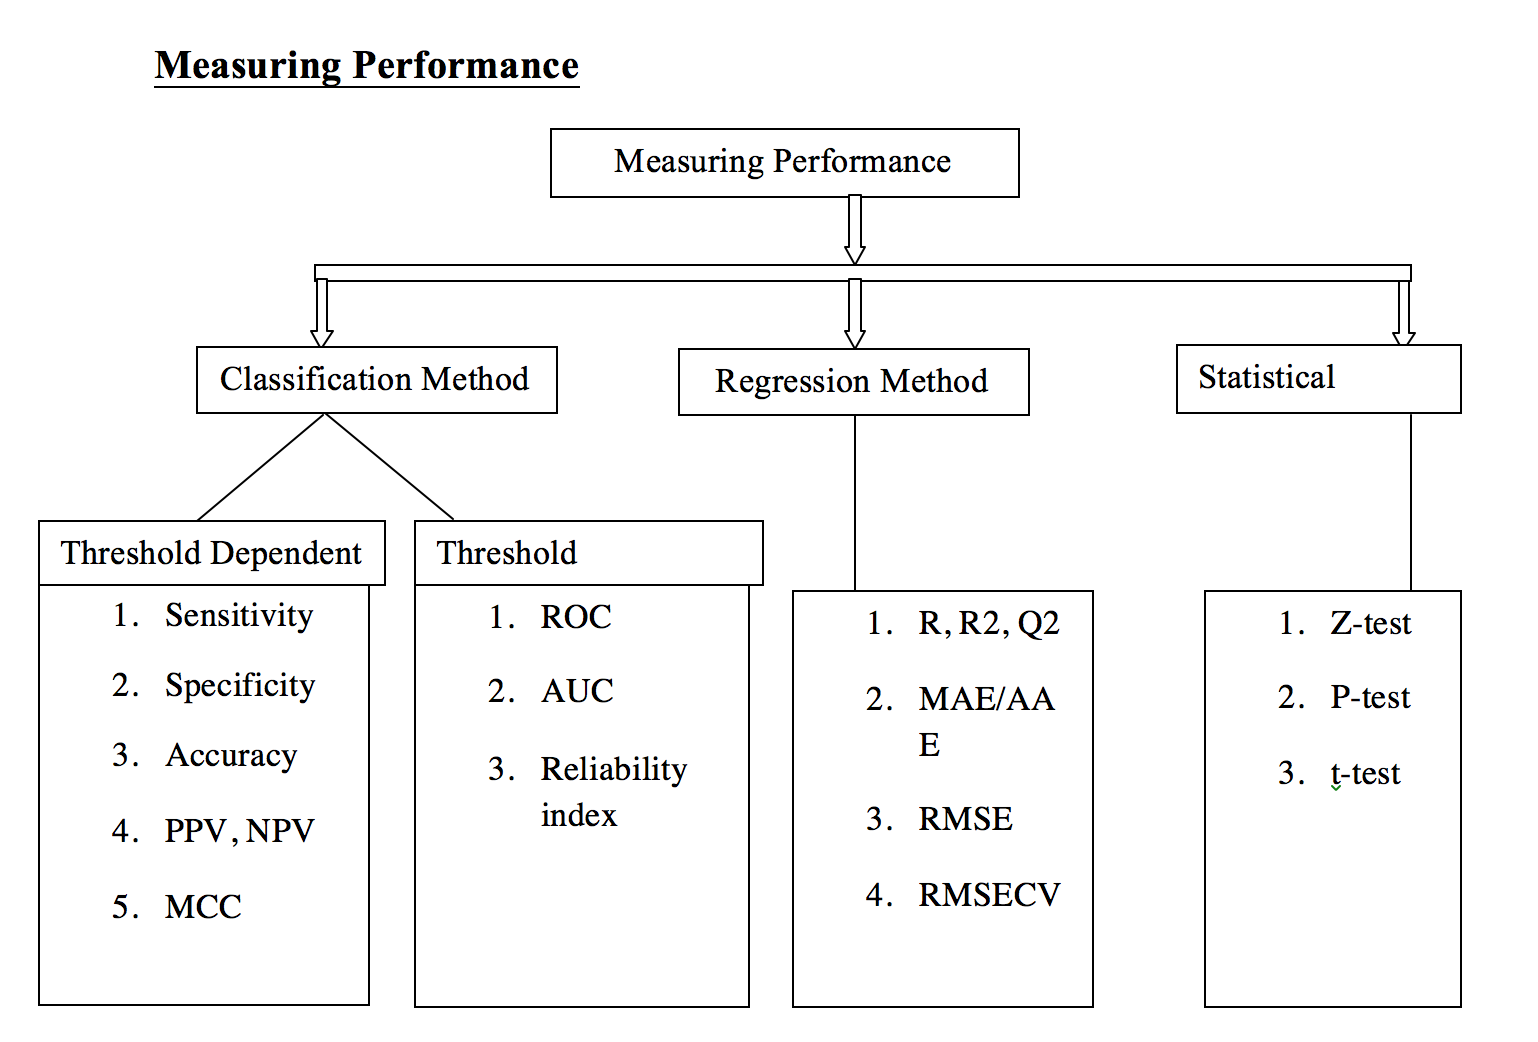 Measuring Performance
Measuring Performance
Classification Method
Regression Method
Statistical
Threshold Dependent
1. Sensitivity
2. Specificity
3. Accuracy
4. PPV, NPV
5. MCC
Threshold
1. ROC
2. AUC
3. Reliability
index
1. R, R2, Q2
2. MAE/AA
E
3. RMSE
4. RMSECV
1. Z-test
2. P-test
3. t-test